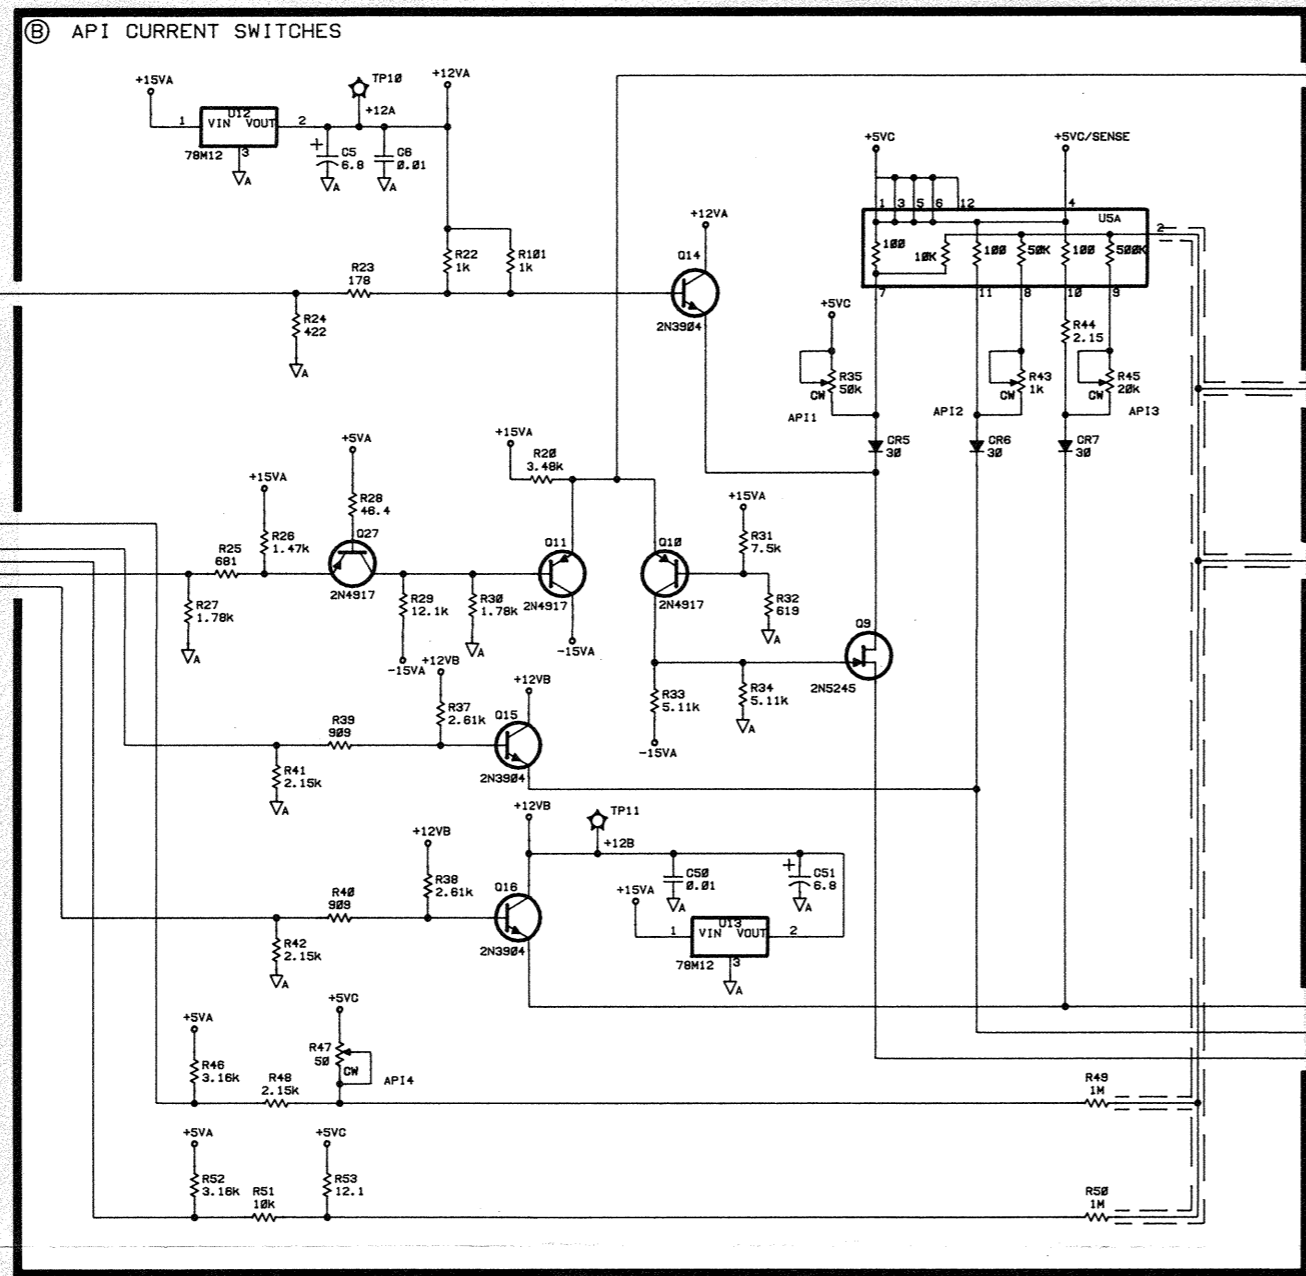 B API CURRENT SWITCHES
+15VA
TP10
+12VA
+12A
U12
1 VIN VOUT 2
78M12
3
A
+
C5
6.8
A
C6
0.01
A
+5VC
+5VC/SENSE
1 3 5 6 12 4
U5A
2
100
10K
100
50K
100
500K
7 11 8 10 9
+12VA
Q14
2N3904
R22
1k
R101
1k
R23
178
R24
422
A
+5VC
R35
50k
CW
API1
R43
1k
CW
API2
R44
2.15
R45
20k
CW
API3
CR5
30
CR6
30
CR7
30
+5VA
R28
46.4
+15VA
R20
3.48k
+15VA
R26
1.47k
R25
681
Q27
2N4917
R27
1.78k
A
R29
12.1k
-15VA
R30
1.78k
A
Q11
2N4917
-15VA
Q10
2N4917
+15VA
R31
7.5k
R32
619
A
Q9
2N5245
R33
5.11k
-15VA
R34
5.11k
A
+12VB
R37
2.61k
+12VB
Q15
2N3904
R39
909
R41
2.15k
A
+12VB
TP11
+12B
+12VB
R38
2.61k
Q16
2N3904
R40
909
R42
2.15k
A
C50
0.01
A
+
C51
6.8
A
+15VA
U13
1 VIN VOUT 2
78M12
3
A
+5VC
R47
50
CW
API4
+5VA
R46
3.16k
R48
2.15k
R49
1M
+5VA
+5VC
R52
3.16k
R51
10k
R53
12.1
R50
1M